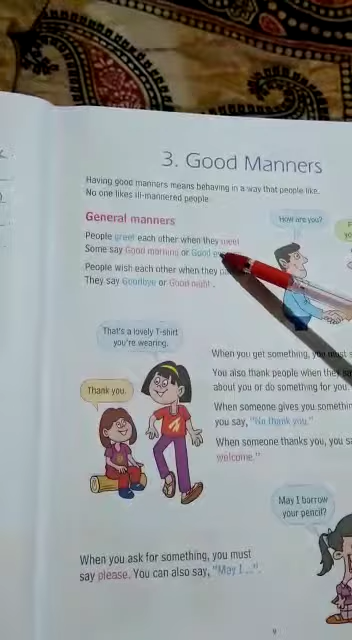 3. Good Manners
Having good manners means behaving in a way that people like.
No one likes ill-mannered people.
General manners
People greet each other when they meet
Some say Good morning or Good
People wish each other when they
They say Goodbye or Good night.
How are you?
That's a lovely T-shirt
you're wearing.
Thank you.
When you get something, you must
You also thank people when they
about you or do something for you.
When someone gives you
you say, "No thank you."
When someone thanks you, you
welcome."
May I borrow
your pencil?
When you ask for something, you must
say please. You can also say, "May I ...".
9